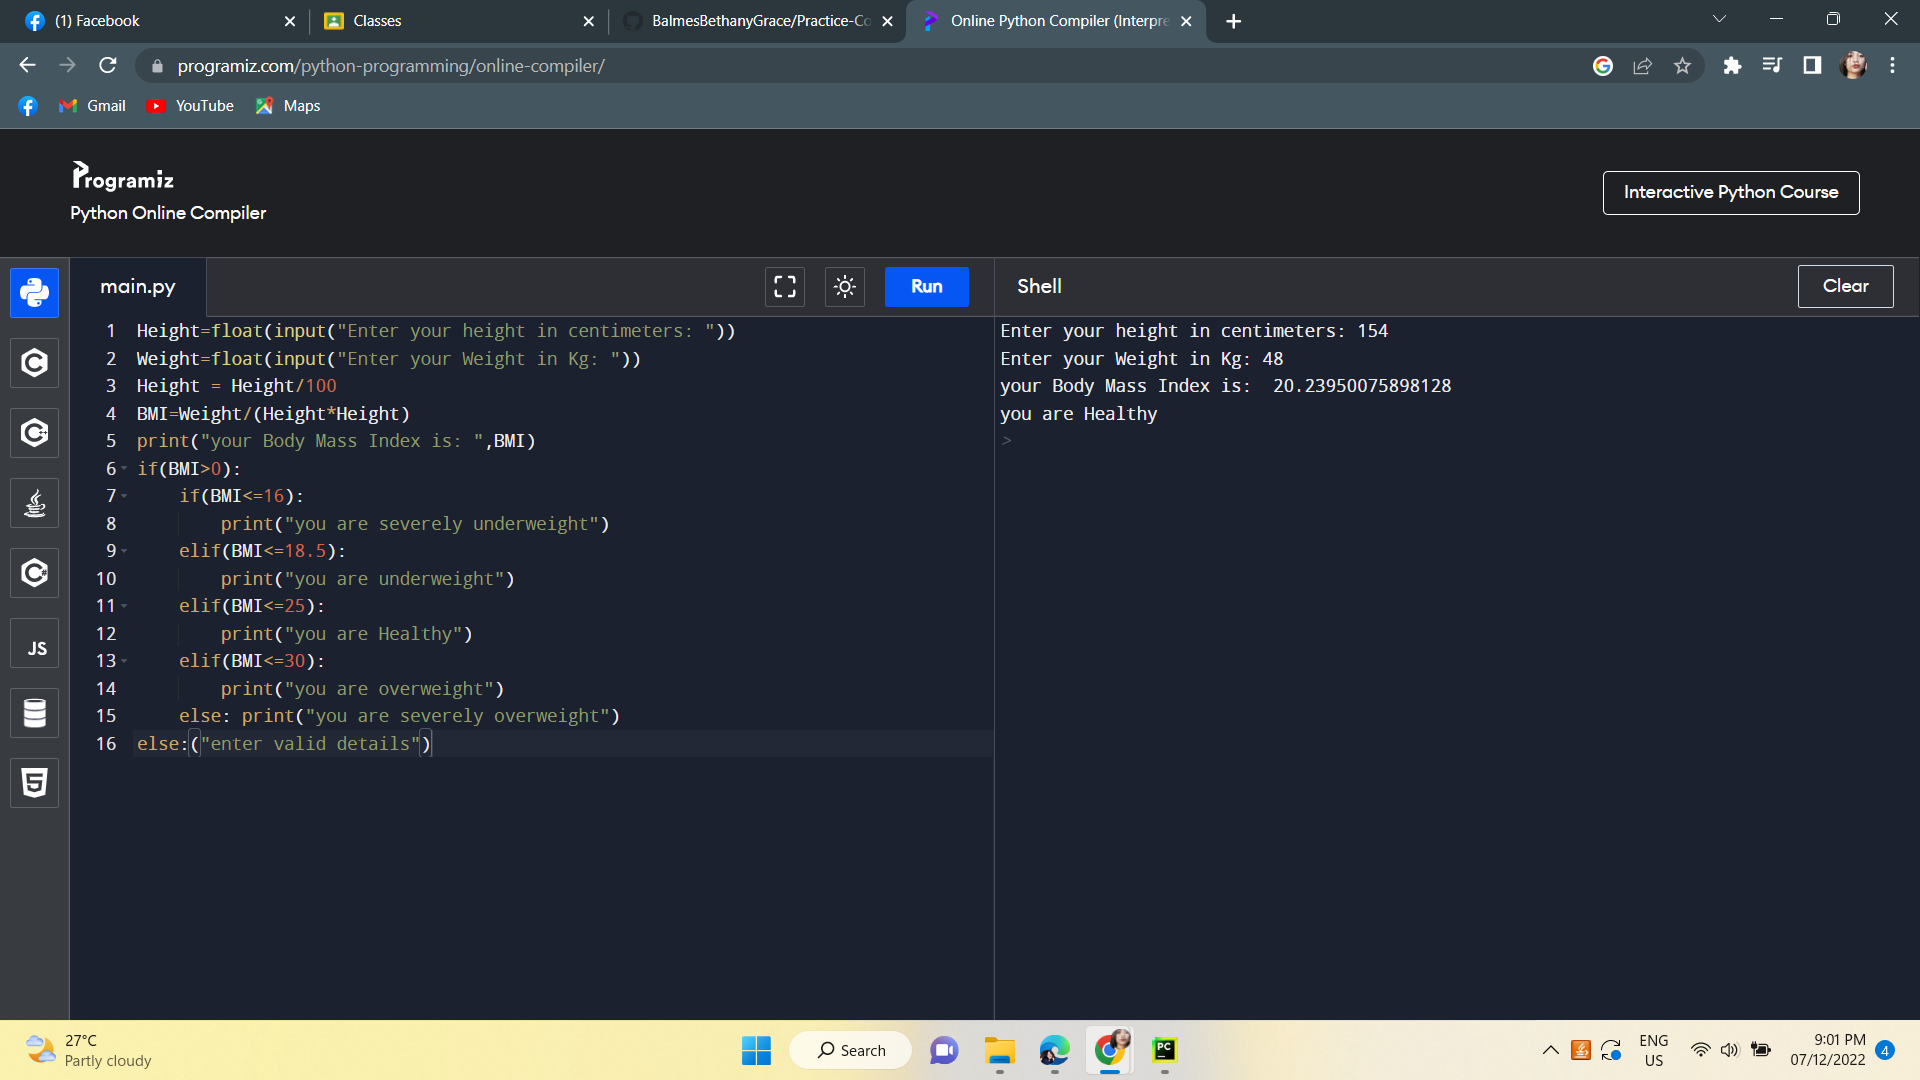 (1) Facebook
Classes
BalmesBethanyGrace/Practice-Co
Online Python Compiler (Interpre
programiz.com/python-programming/online-compiler/
Gmail
YouTube
Maps
Programiz
Python Online Compiler
Interactive Python Course
main.py
Run
Shell
Clear
1 Height=float(input("Enter your height in centimeters: "))
2 Weight=float(input("Enter your Weight in Kg: "))
3 Height = Height/100
4 BMI=Weight/(Height*Height)
5 print("your Body Mass Index is: ",BMI)
6 if(BMI>0):
7     if(BMI<=16):
8         print("you are severely underweight")
9     elif(BMI<=18.5):
10         print("you are underweight")
11     elif(BMI<=25):
12         print("you are Healthy")
13     elif(BMI<=30):
14         print("you are overweight")
15     else: print("you are severely overweight")
16 else:("enter valid details")
Enter your height in centimeters: 154
Enter your Weight in Kg: 48
your Body Mass Index is:  20.23950075898128
you are Healthy
>
JS
27°C
Partly cloudy
Search
PC
ENG
US
9:01 PM
07/12/2022
4